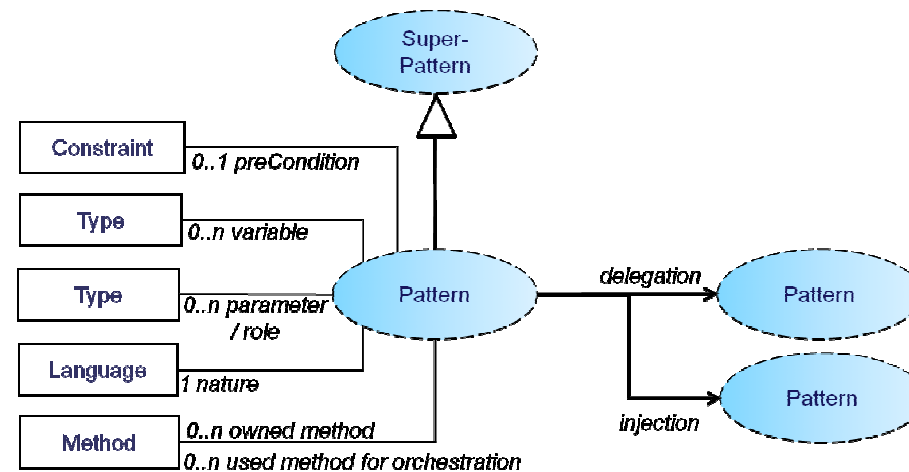 Super-
Pattern
Constraint
0..1 preCondition
Type
0..n variable
Type
0..n parameter
/ role
Pattern
delegation
Pattern
Language
1 nature
injection
Pattern
Method
0..n owned method
0..n used method for orchestration